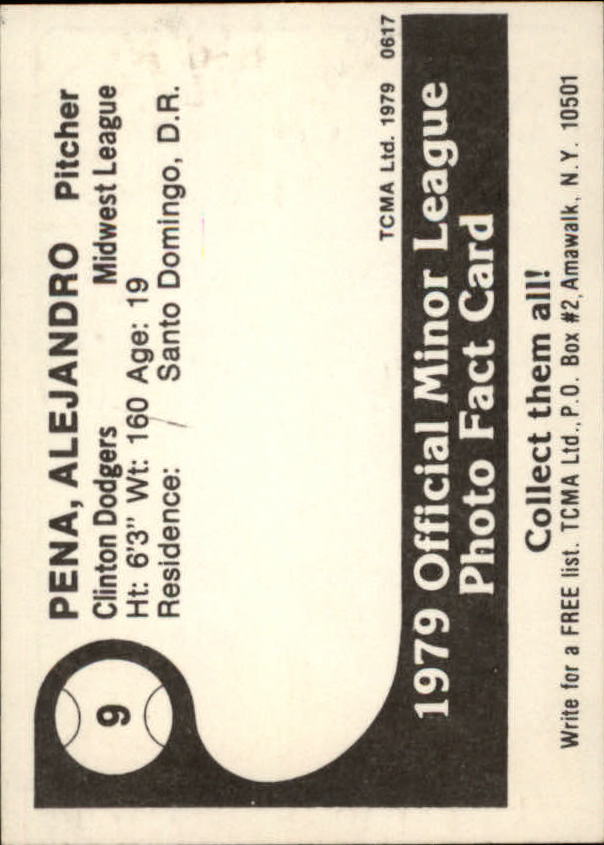 9
PENA, ALEJANDRO Pitcher
Clinton Dodgers Midwest League
Ht: 6'3" Wt: 160 Age: 19
Residence: Santo Domingo, D.R.
TCMA Ltd. 1979 0617
1979 Official Minor League
Photo Fact Card
Collect them all!
Write for a FREE list. TCMA Ltd., P.O. Box #2, Amawalk, N.Y. 10501